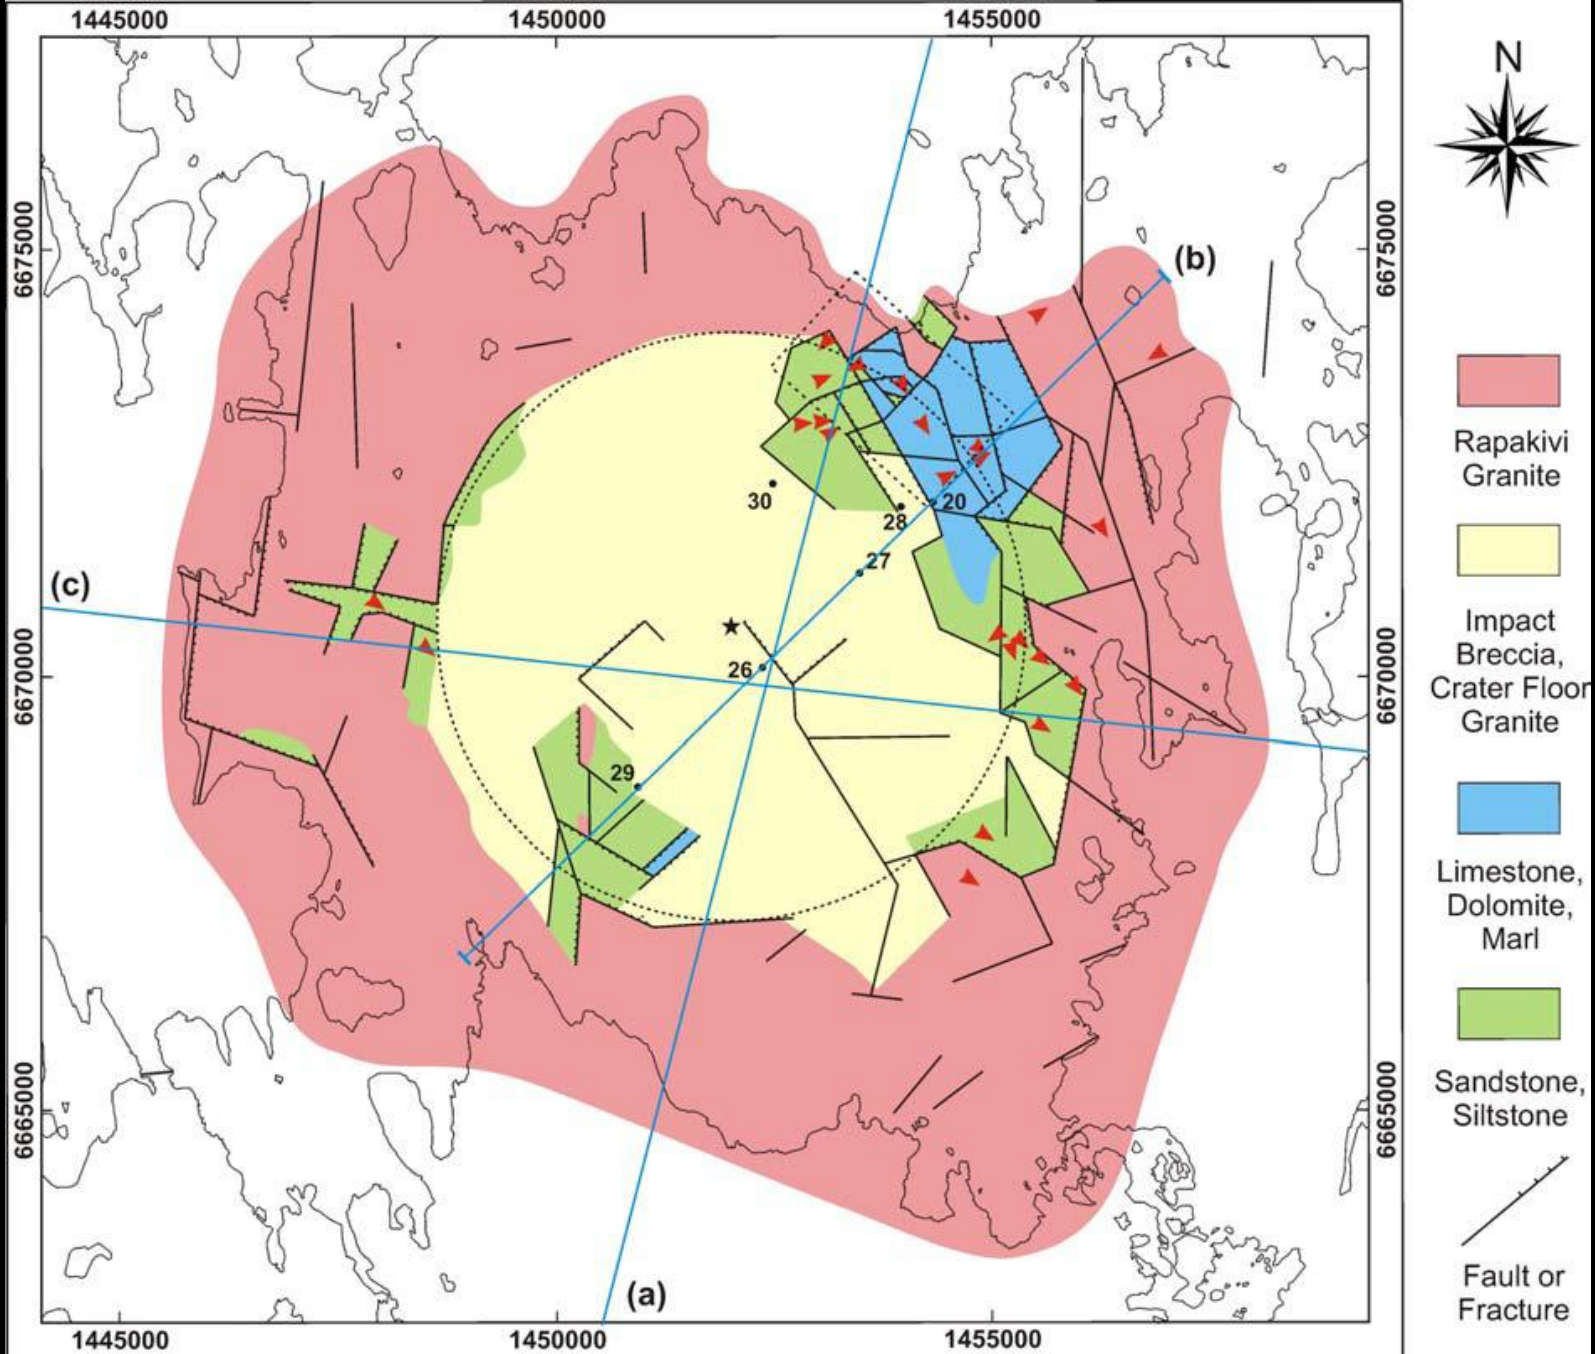 1445000
1450000
1455000
N
6675000
6675000
(b)
30
20
28
27
(c)
Rapakivi
Granite
Impact
Breccia,
Crater Floor
Granite
6670000
6670000
26
29
Limestone,
Dolomite,
Marl
Sandstone,
Siltstone
6665000
6665000
(a)
Fault or
Fracture
1445000
1450000
1455000